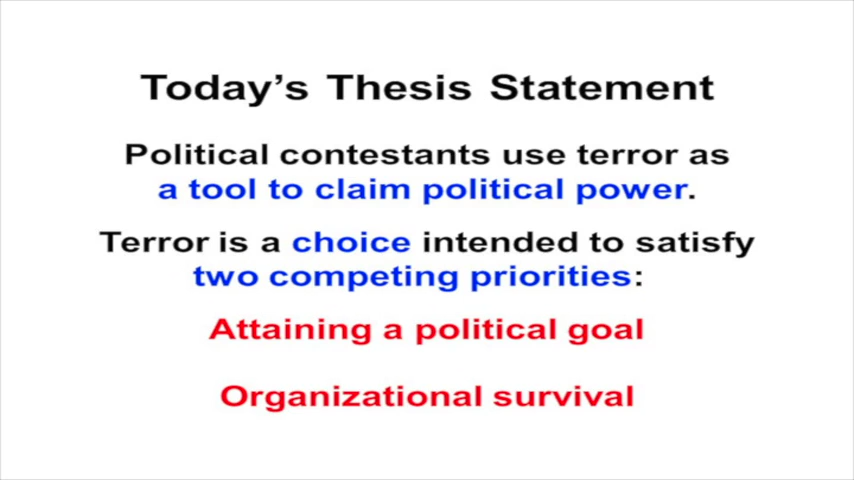 Today's Thesis Statement
Political contestants use terror as
a tool to claim political power.
Terror is a choice intended to satisfy
two competing priorities:
Attaining a political goal
Organizational survival